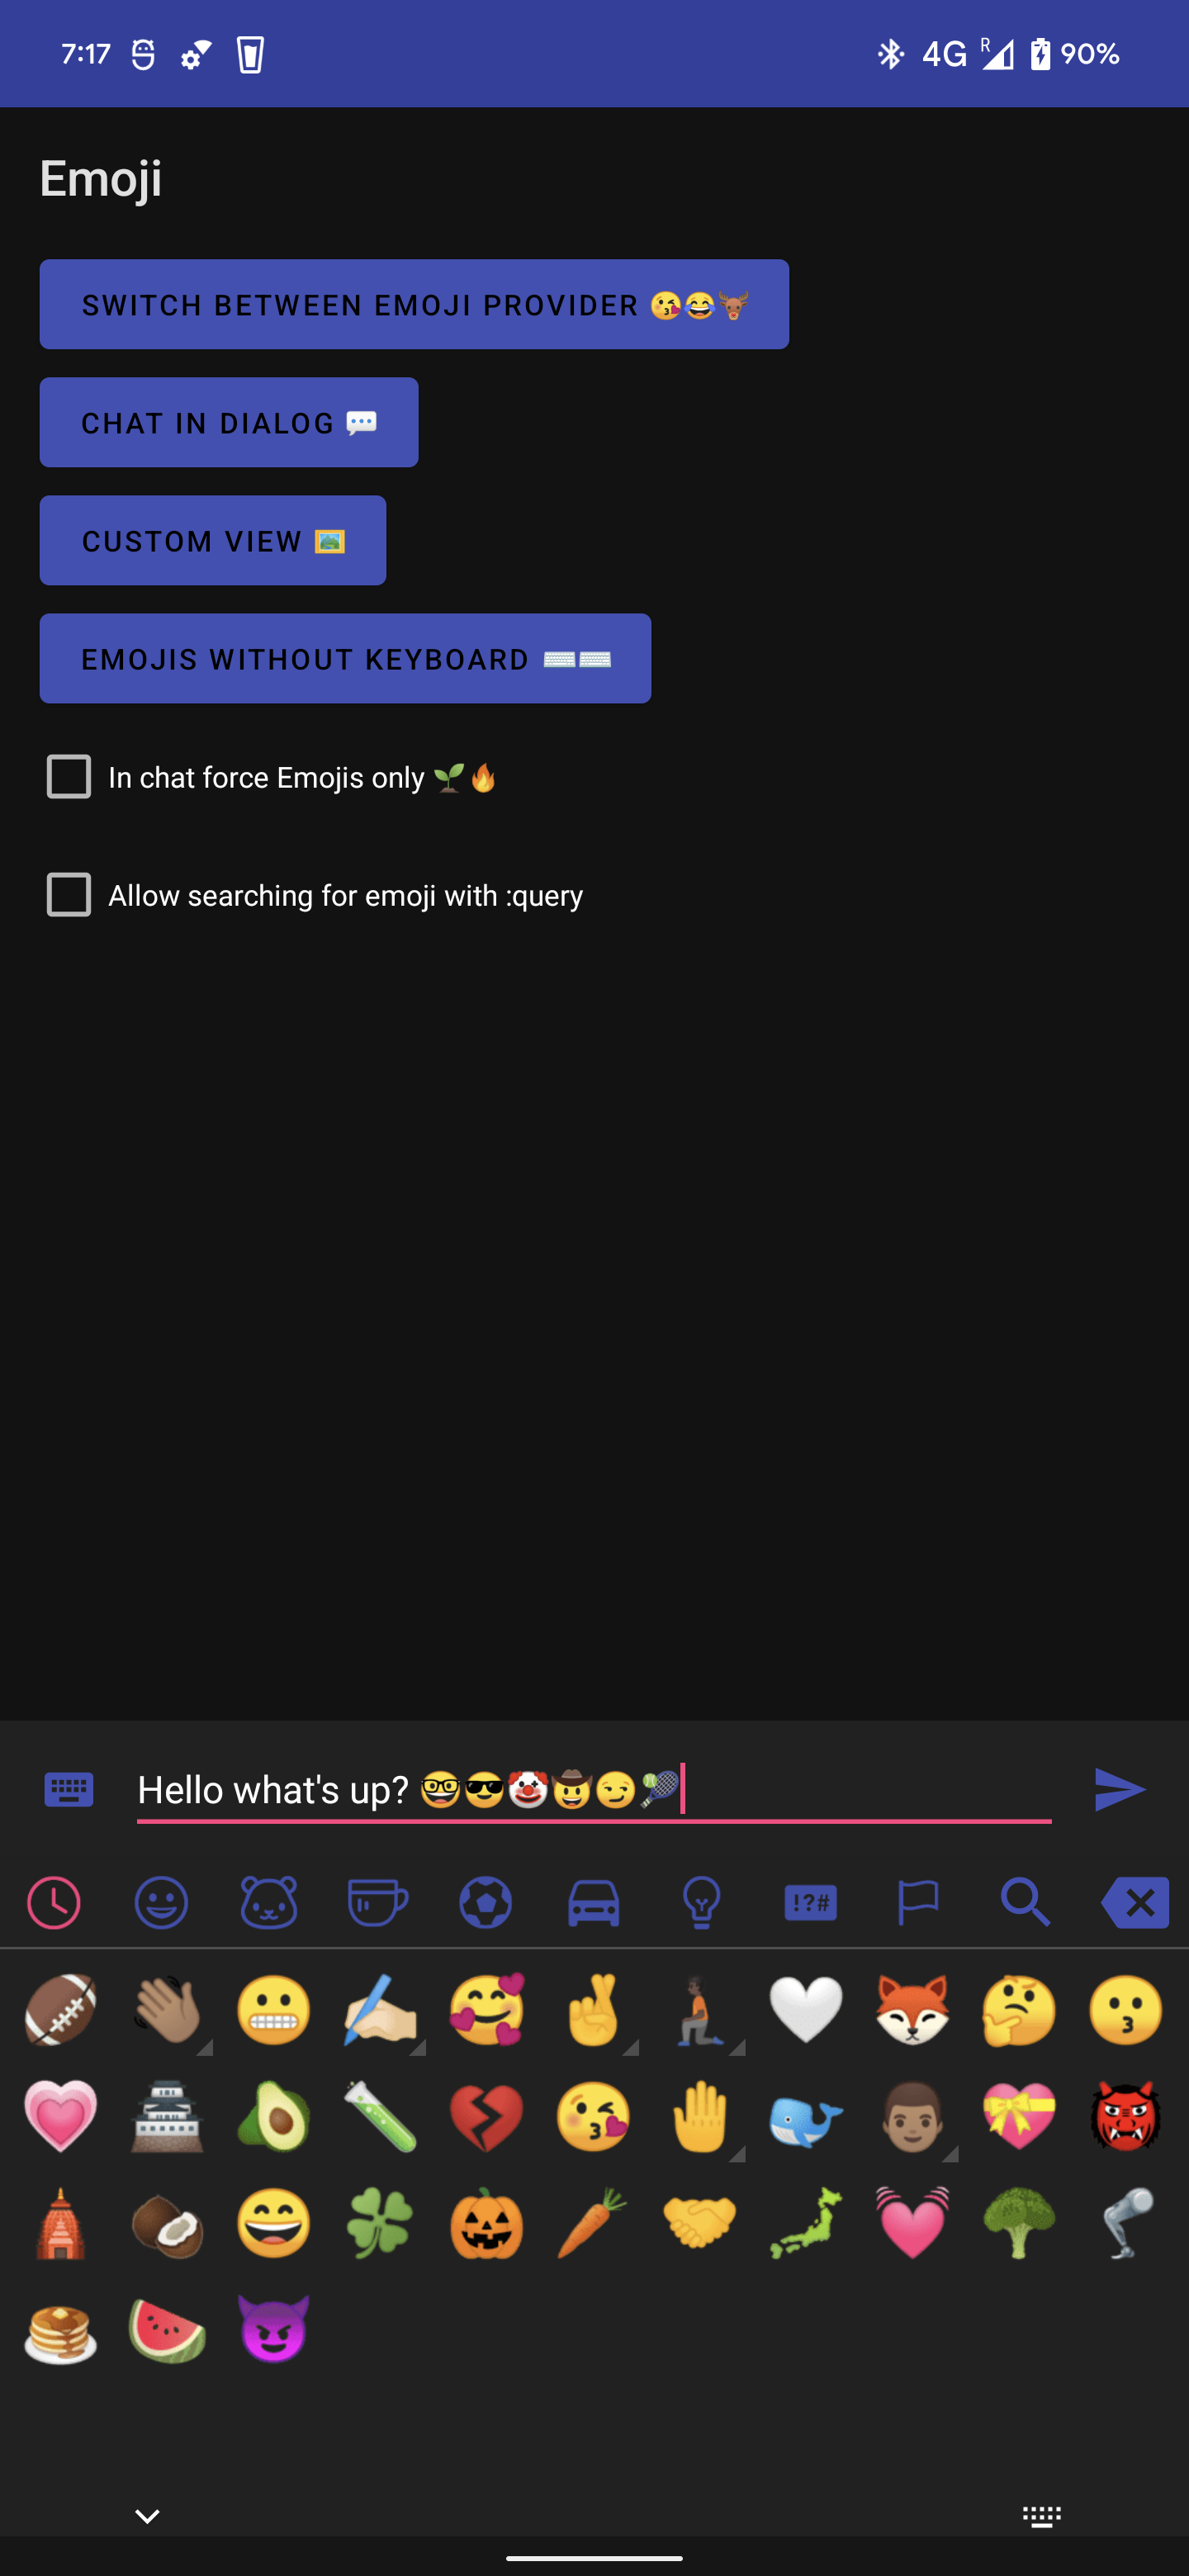 7:17 4G R 90%
Emoji
SWITCH BETWEEN EMOJI PROVIDER 😘😂🫎
CHAT IN DIALOG 💬
CUSTOM VIEW 🖼️
EMOJIS WITHOUT KEYBOARD ⌨️⌨️
In chat force Emojis only 🌱🔥
Allow searching for emoji with :query
Hello what's up? 🤓😎🤡🤠😏🎾
!?#